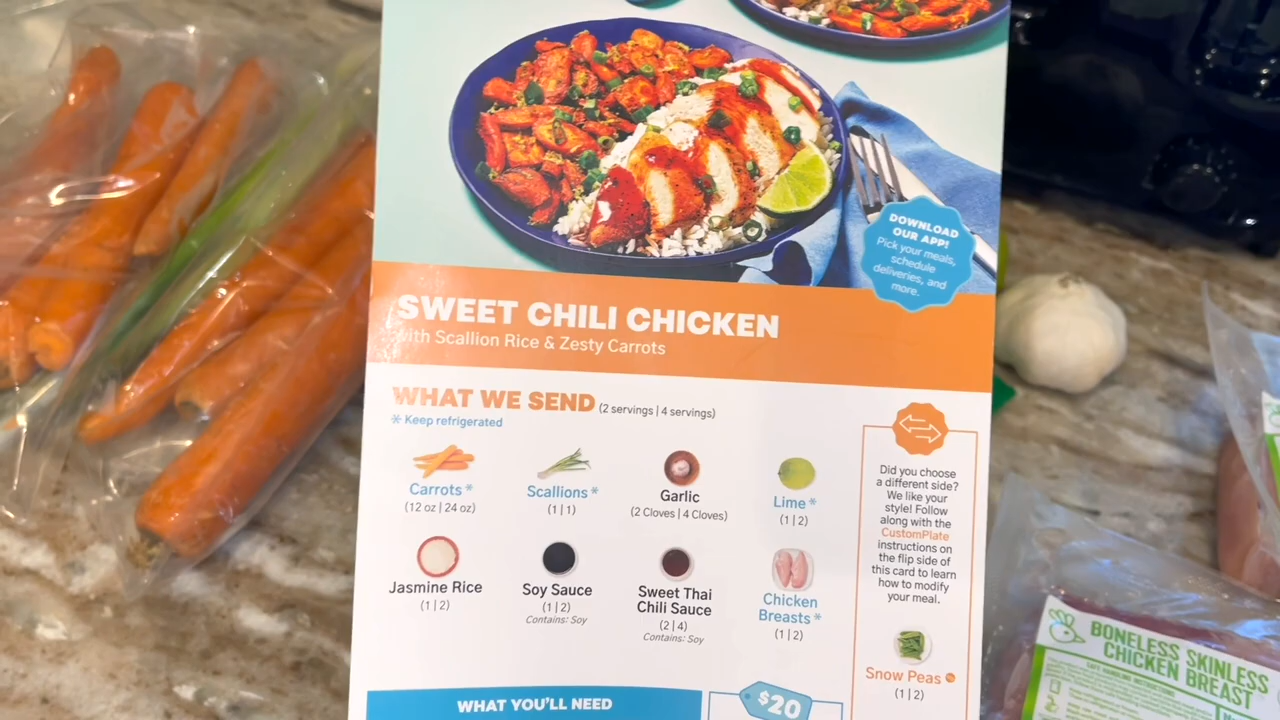 DOWNLOAD
OUR APP!
Pick your meals,
schedule
deliveries, and
more.
SWEET CHILI CHICKEN
with Scallion Rice & Zesty Carrots
WHAT WE SEND (2 servings | 4 servings)
* Keep refrigerated
Carrots *
(12 oz | 24 oz)
Scallions *
(1 | 1)
Garlic
(2 Cloves | 4 Cloves)
Lime *
(1 | 2)
Jasmine Rice
(1 | 2)
Soy Sauce
(1 | 2)
Contains: Soy
Sweet Thai
Chili Sauce
(2 | 4)
Contains: Soy
Chicken
Breasts *
(1 | 2)
Did you choose
a different side?
We like your
style! Follow
along with the
CustomPlate
instructions on
the flip side of
this card to learn
how to modify
your meal.
Snow Peas
(1 | 2)
WHAT YOU'LL NEED
$20
BONELESS SKINLESS
CHICKEN BREAST
SAFE HANDLING INSTRUCTIONS